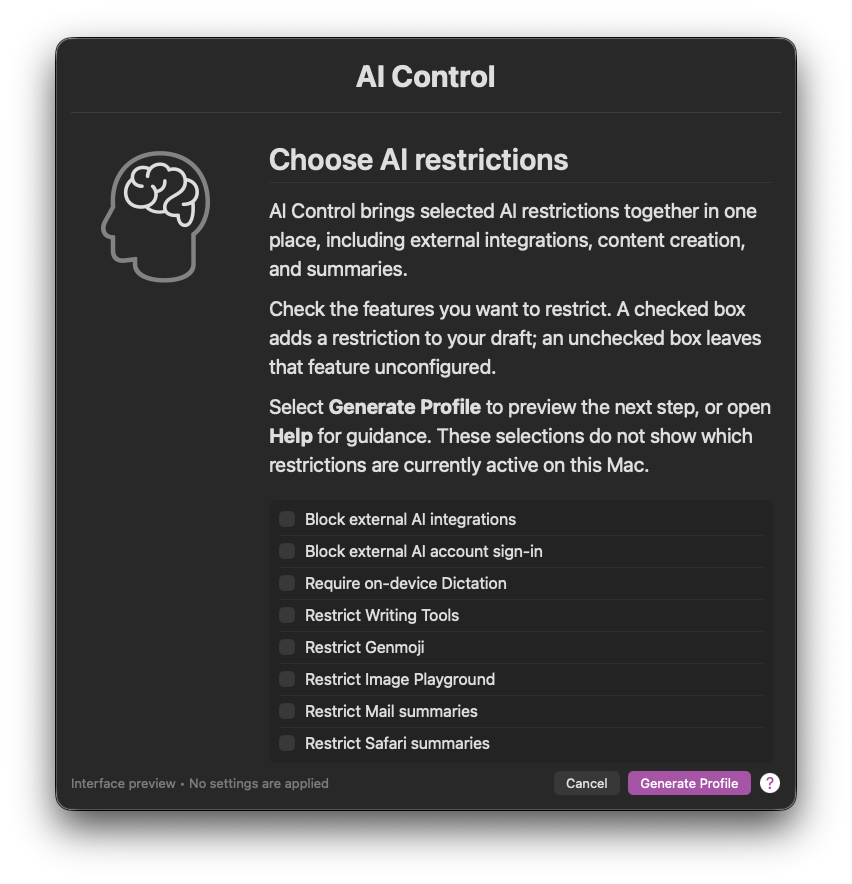 AI Control
Choose AI restrictions
AI Control brings selected AI restrictions together in one
place, including external integrations, content creation,
and summaries.
Check the features you want to restrict. A checked box
adds a restriction to your draft; an unchecked box leaves
that feature unconfigured.
Select Generate Profile to preview the next step, or open
Help for guidance. These selections do not show which
restrictions are currently active on this Mac.
Block external AI integrations
Block external AI account sign-in
Require on-device Dictation
Restrict Writing Tools
Restrict Genmoji
Restrict Image Playground
Restrict Mail summaries
Restrict Safari summaries
Interface preview • No settings are applied
Cancel
Generate Profile
?